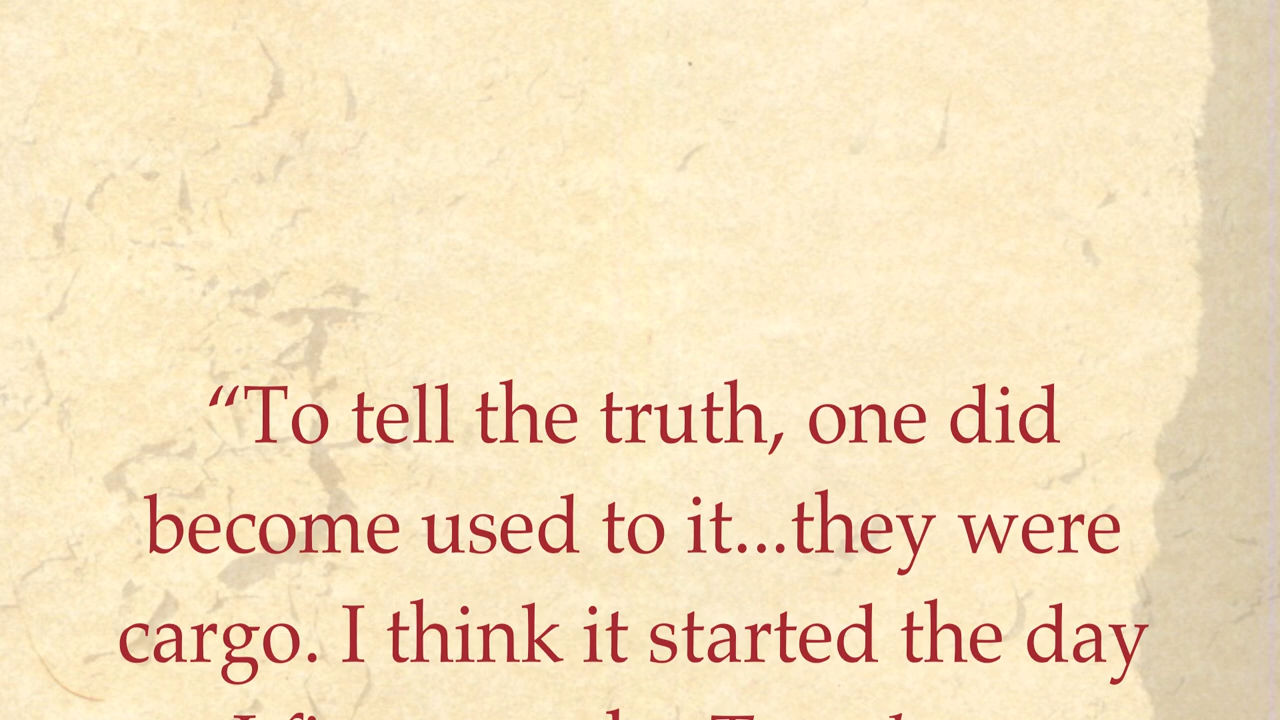 “To tell the truth, one did
become used to it...they were
cargo. I think it started the day